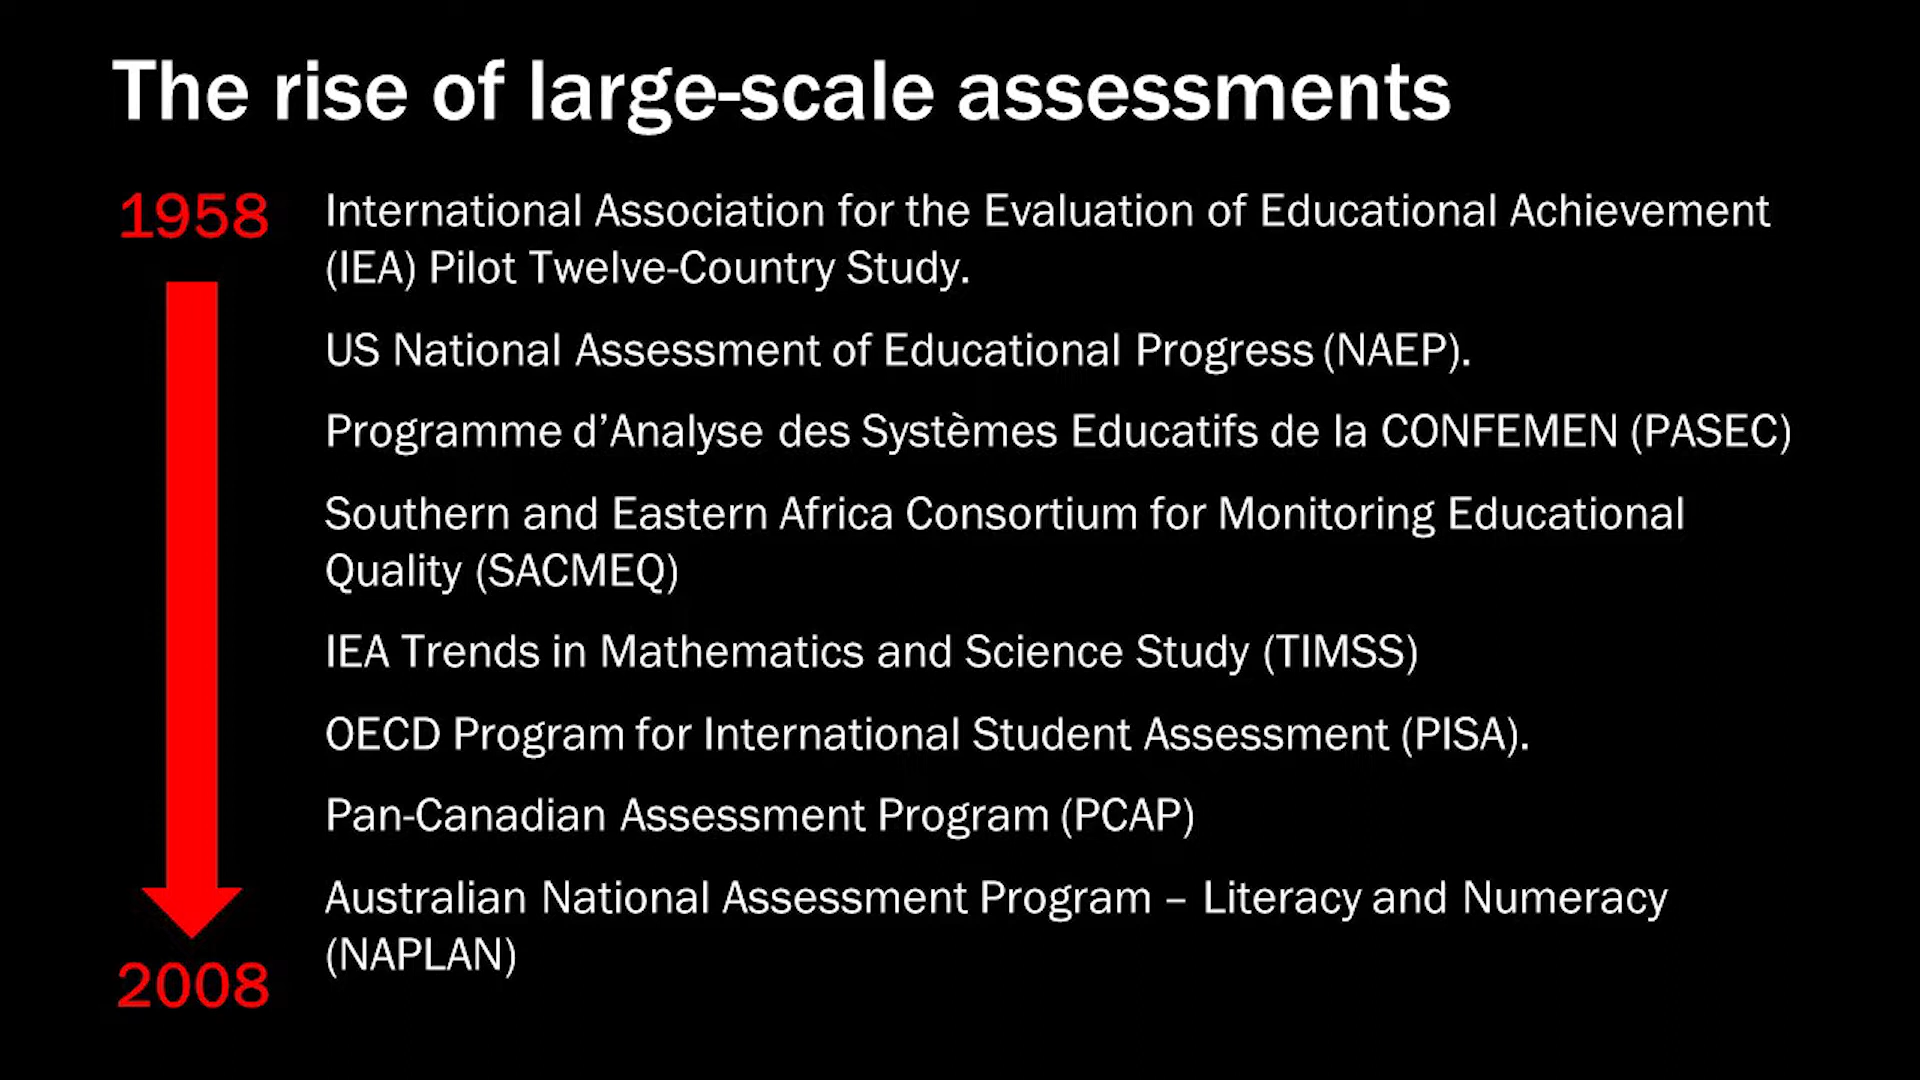 The rise of large-scale assessments
1958
International Association for the Evaluation of Educational Achievement
(IEA) Pilot Twelve-Country Study.
US National Assessment of Educational Progress (NAEP).
Programme d’Analyse des Systèmes Educatifs de la CONFEMEN (PASEC)
Southern and Eastern Africa Consortium for Monitoring Educational
Quality (SACMEQ)
IEA Trends in Mathematics and Science Study (TIMSS)
OECD Program for International Student Assessment (PISA).
Pan-Canadian Assessment Program (PCAP)
Australian National Assessment Program – Literacy and Numeracy
(NAPLAN)
2008